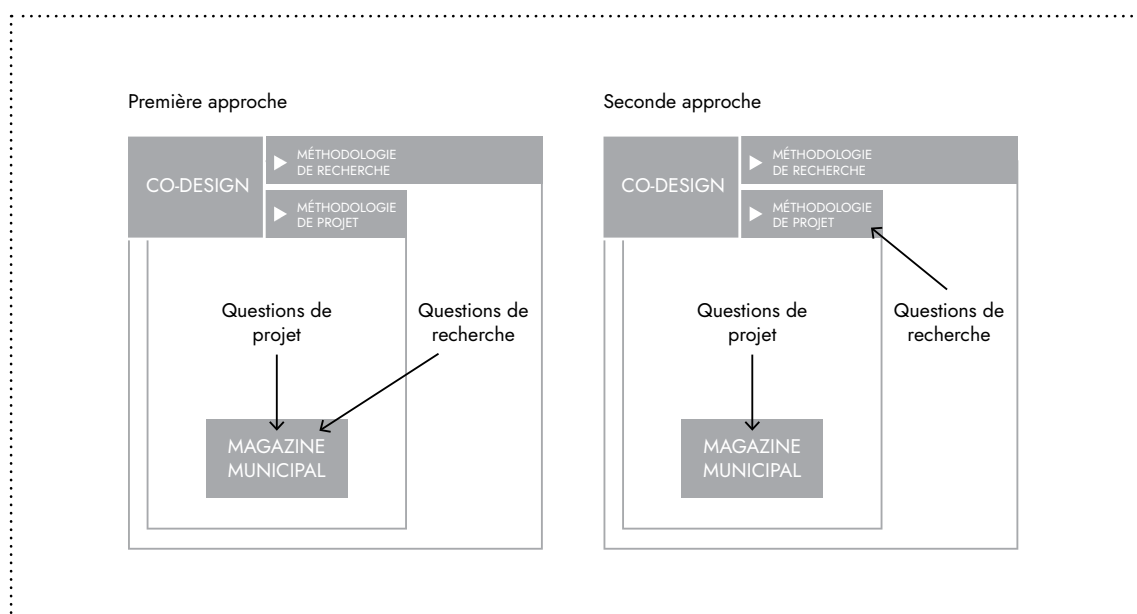 Première approche
CO-DESIGN
MÉTHODOLOGIE
DE RECHERCHE
MÉTHODOLOGIE
DE PROJET
Questions de
projet
Questions de
recherche
MAGAZINE
MUNICIPAL
Seconde approche
CO-DESIGN
MÉTHODOLOGIE
DE RECHERCHE
MÉTHODOLOGIE
DE PROJET
Questions de
projet
Questions de
recherche
MAGAZINE
MUNICIPAL